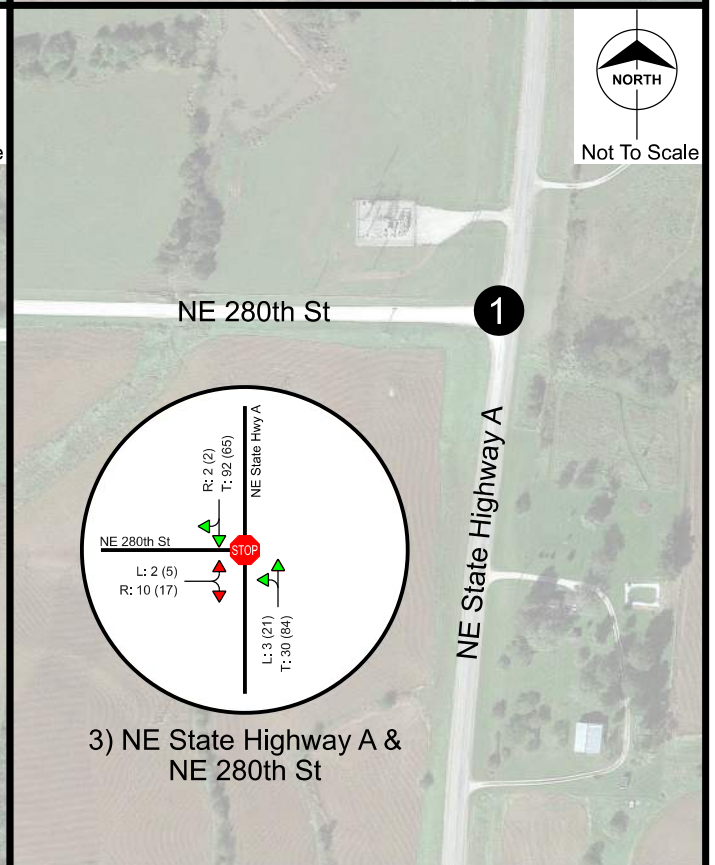 e
NORTH
Not To Scale
NE 280th St
1
NE State Highway A
R: 2 (2)
T: 92 (65)
NE State Hwy A
NE 280th St
STOP
L: 2 (5)
R: 10 (17)
L: 3 (21)
T: 30 (84)
3) NE State Highway A &
NE 280th St